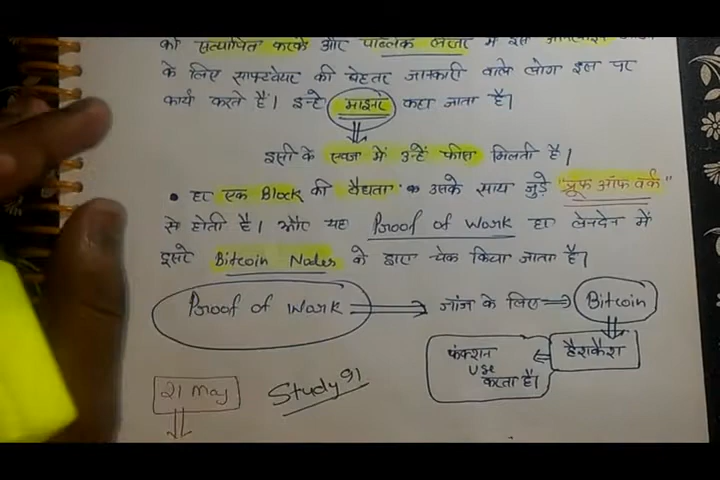 को सत्यापित करके और पब्लिक लेजर में इसे
के लिए साफ्टवेयर की बेहतर जानकारी वाले लोग इस पर
कार्य करते हैं। इन्हे माइनर कहा जाता है।
इसी के एवज में उन्हें फीस मिलती है।
• हर एक Block की वैद्यता उसके साथ जुड़े "प्रूफ ऑफ वर्क"
से होती है। और यह Proof of Work हर लेनदेन में
दूसरे Bitcoin Nodes के द्वारा चेक किया जाता है।
Proof of Work जांज के लिए Bitcoin
हैशकैश
फंक्शन
use
करता है।
21 May
Study91